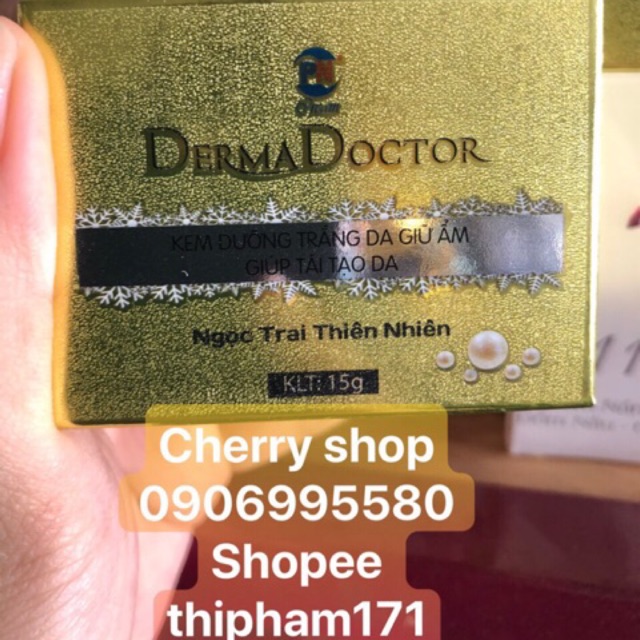 DERMADOCTOR
KEM DƯỠNG TRẮNG DA GIỮ ẨM
GIÚP TÁI TẠO DA
Ngọc Trai Thiên Nhiên
KLT: 15g
Cherry shop
0906995580
Shopee
thipham171